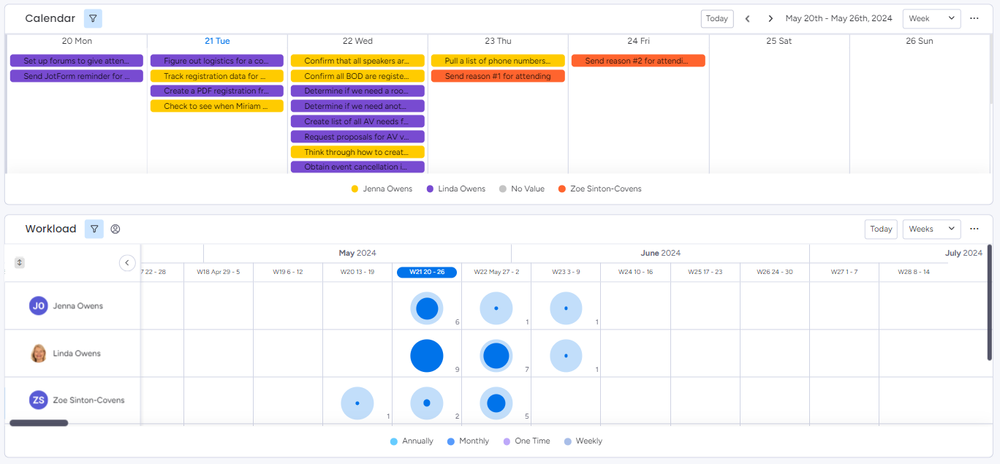 Calendar Today May 20th - May 26th, 2024 Week
20 Mon 21 Tue 22 Wed 23 Thu 24 Fri 25 Sat 26 Sun
Set up forums to give atten... Figure out logistics for a co... Confirm that all speakers ar... Pull a list of phone numbers... Send reason #2 for attendi...
Send JotForm reminder for ... Track registration data for ... Confirm all BOD are registe... Send reason #1 for attending
Create a PDF registration fr... Determine if we need a roo...
Check to see when Miriam ... Determine if we need anot...
Create list of all AV needs f...
Request proposals for AV v...
Think through how to creat...
Obtain event cancellation i...
Jenna Owens Linda Owens No Value Zoe Sinton-Covens
Workload Today Weeks
May 2024 June 2024 July 2024
22 - 28 W18 Apr 29 - 5 W19 6 - 12 W20 13 - 19 W21 20 - 26 W22 May 27 - 2 W23 3 - 9 W24 10 - 16 W25 17 - 23 W26 24 - 30 W27 1 - 7 W28 8 - 14
JO Jenna Owens 6 1 1
Linda Owens 9 7 1
ZS Zoe Sinton-Covens 1 2 5
Annually Monthly One Time Weekly